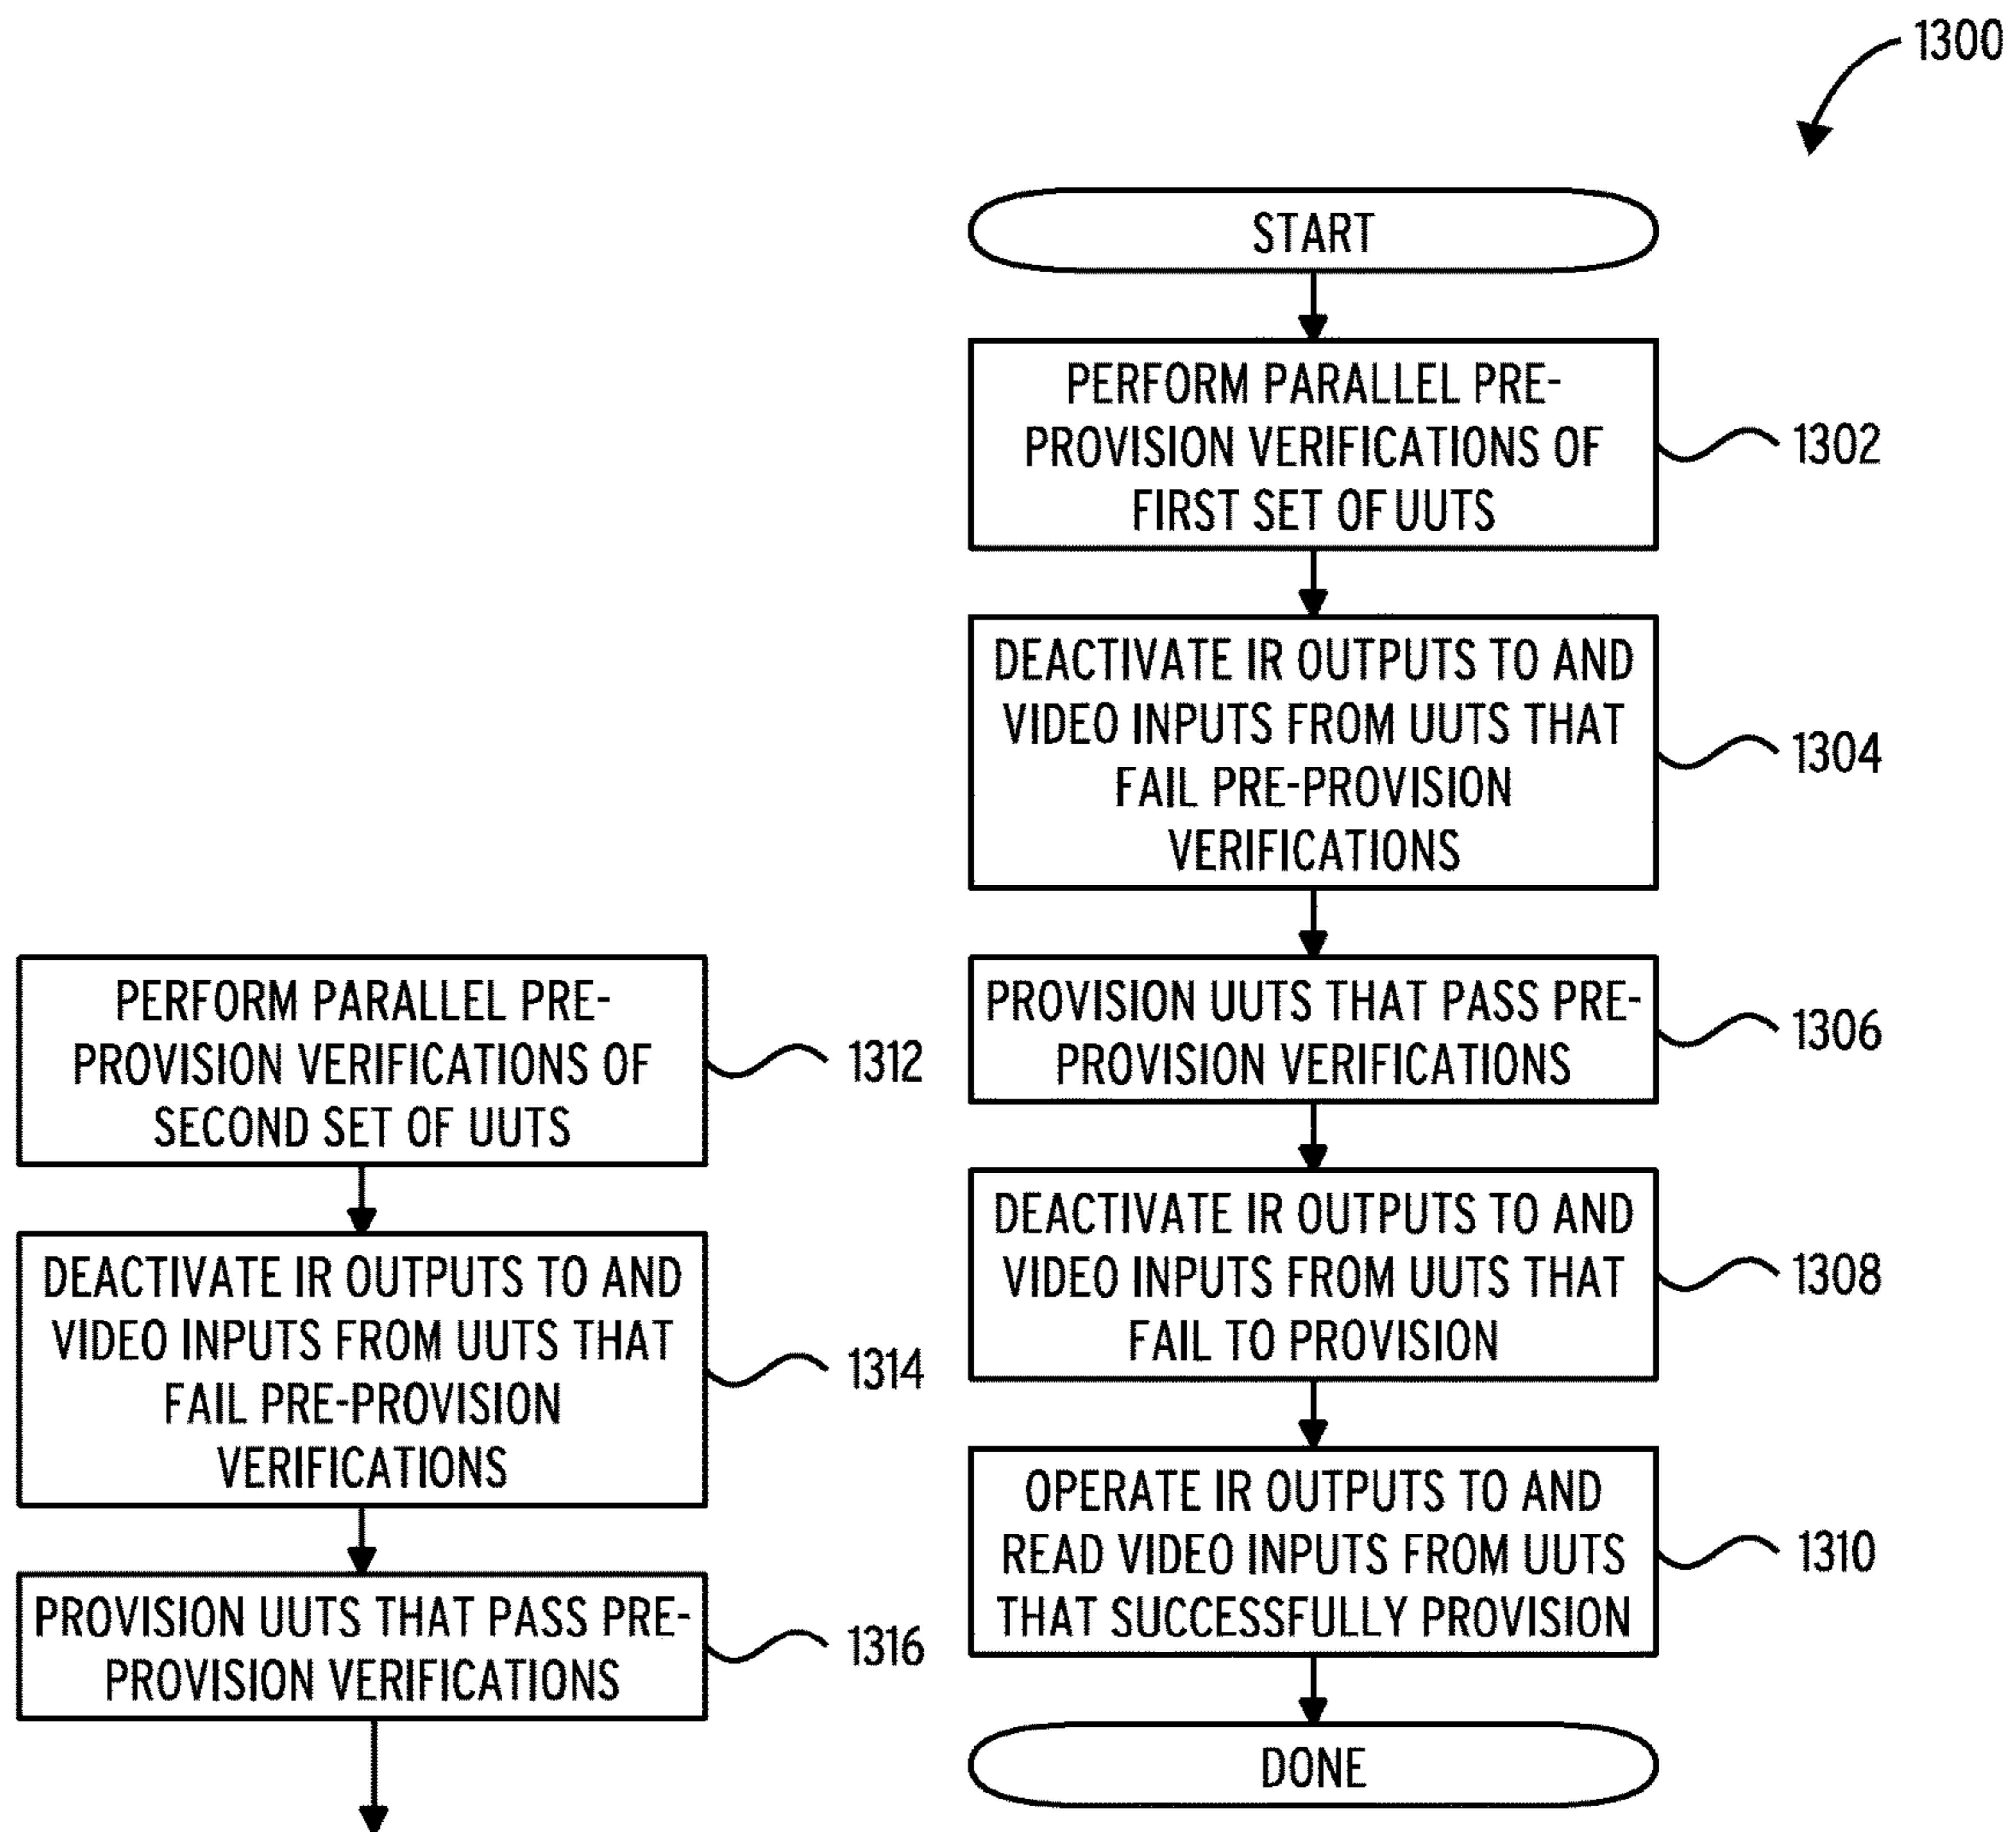 1300
START
PERFORM PARALLEL PRE-
PROVISION VERIFICATIONS OF
FIRST SET OF UUTS
1302
DEACTIVATE IR OUTPUTS TO AND
VIDEO INPUTS FROM UUTS THAT
FAIL PRE-PROVISION
VERIFICATIONS
1304
PROVISION UUTS THAT PASS PRE-
PROVISION VERIFICATIONS
1306
DEACTIVATE IR OUTPUTS TO AND
VIDEO INPUTS FROM UUTS THAT
FAIL TO PROVISION
1308
OPERATE IR OUTPUTS TO AND
READ VIDEO INPUTS FROM UUTS
THAT SUCCESSFULLY PROVISION
1310
DONE
PERFORM PARALLEL PRE-
PROVISION VERIFICATIONS OF
SECOND SET OF UUTS
1312
DEACTIVATE IR OUTPUTS TO AND
VIDEO INPUTS FROM UUTS THAT
FAIL PRE-PROVISION
VERIFICATIONS
1314
PROVISION UUTS THAT PASS PRE-
PROVISION VERIFICATIONS
1316